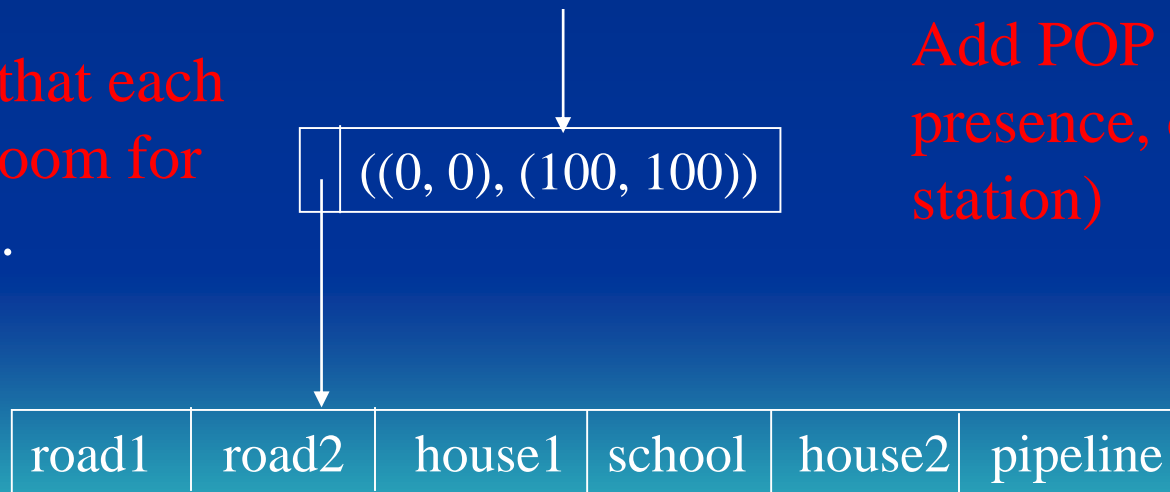 that each
oom for
.
((0, 0), (100, 100))
Add POP
presence,
station)
road1 road2 house1 school house2 pipeline